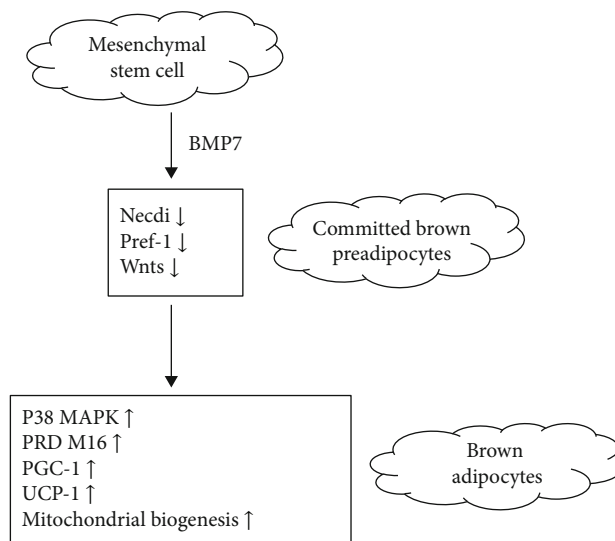 Mesenchymal
stem cell
BMP7
Necdi ↓
Pref-1 ↓
Wnts ↓
Committed brown
preadipocytes
P38 MAPK ↑
PRD M16 ↑
PGC-1 ↑
UCP-1 ↑
Mitochondrial biogenesis ↑
Brown
adipocytes